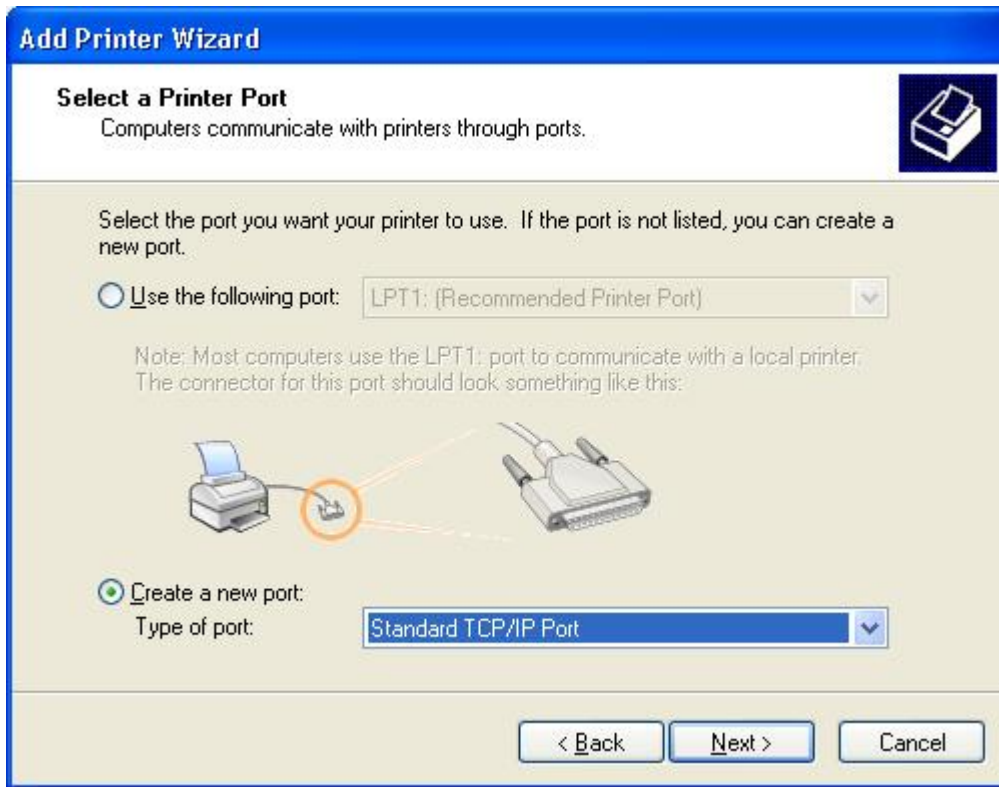 Add Printer Wizard
Select a Printer Port
Computers communicate with printers through ports.
Select the port you want your printer to use. If the port is not listed, you can create a
new port.
Use the following port: LPT1: (Recommended Printer Port)
Note: Most computers use the LPT1: port to communicate with a local printer.
The connector for this port should look something like this:
Create a new port:
Type of port: Standard TCP/IP Port
< Back Next > Cancel